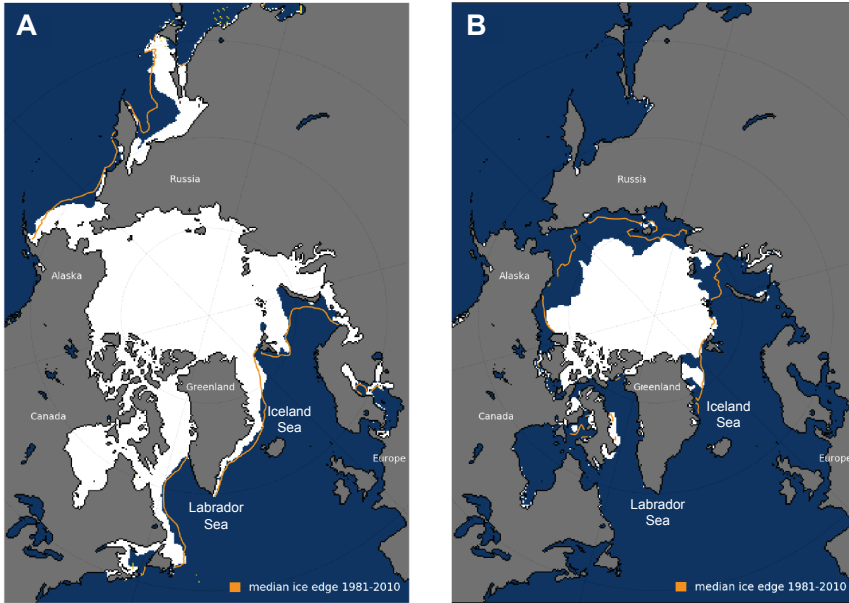 A
Russia
Alaska
Greenland
Canada
Iceland
Sea
Europe
Labrador
Sea
median ice edge 1981-2010
B
Russia
Alaska
Greenland
Iceland
Sea
Canada
Europe
Labrador
Sea
median ice edge 1981-2010